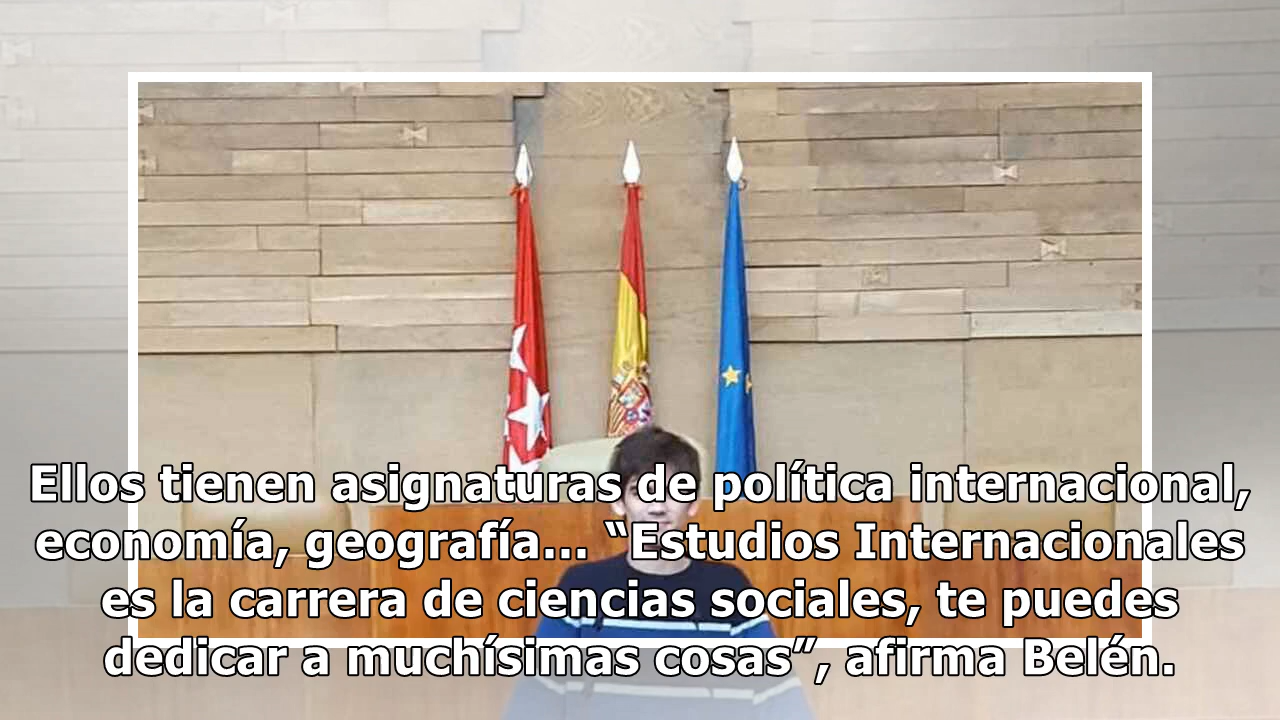 Ellos tienen asignaturas de política internacional,
economía, geografía... “Estudios Internacionales
es la carrera de ciencias sociales, te puedes
dedicar a muchísimas cosas”, afirma Belén.